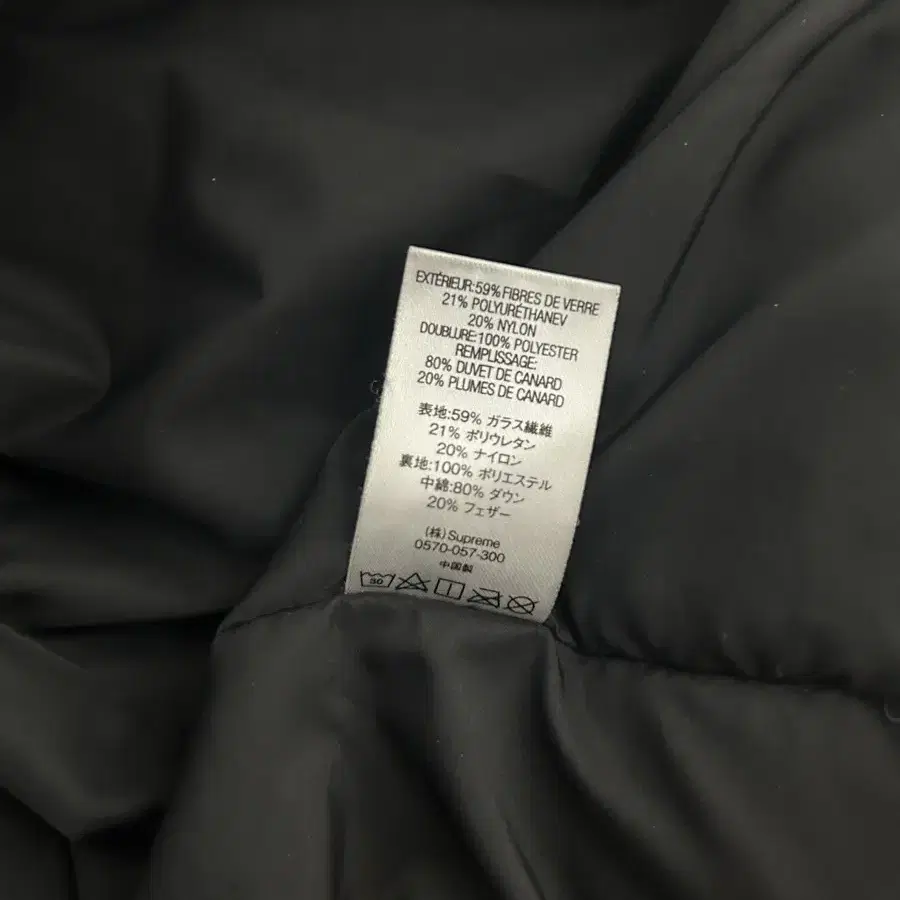 EXTÉRIEUR:59% FIBRES DE VERRE
21% POLYURÉTHANEV
20% NYLON
DOUBLURE:100% POLYESTER
REMPLISSAGE:
80% DUVET DE CANARD
20% PLUMES DE CANARD
表地:59% ガラス繊維
21% ポリウレタン
20% ナイロン
裏地:100% ポリエステル
中綿:80% ダウン
20% フェザー
(株)Supreme
0570-057-300
中国製
30